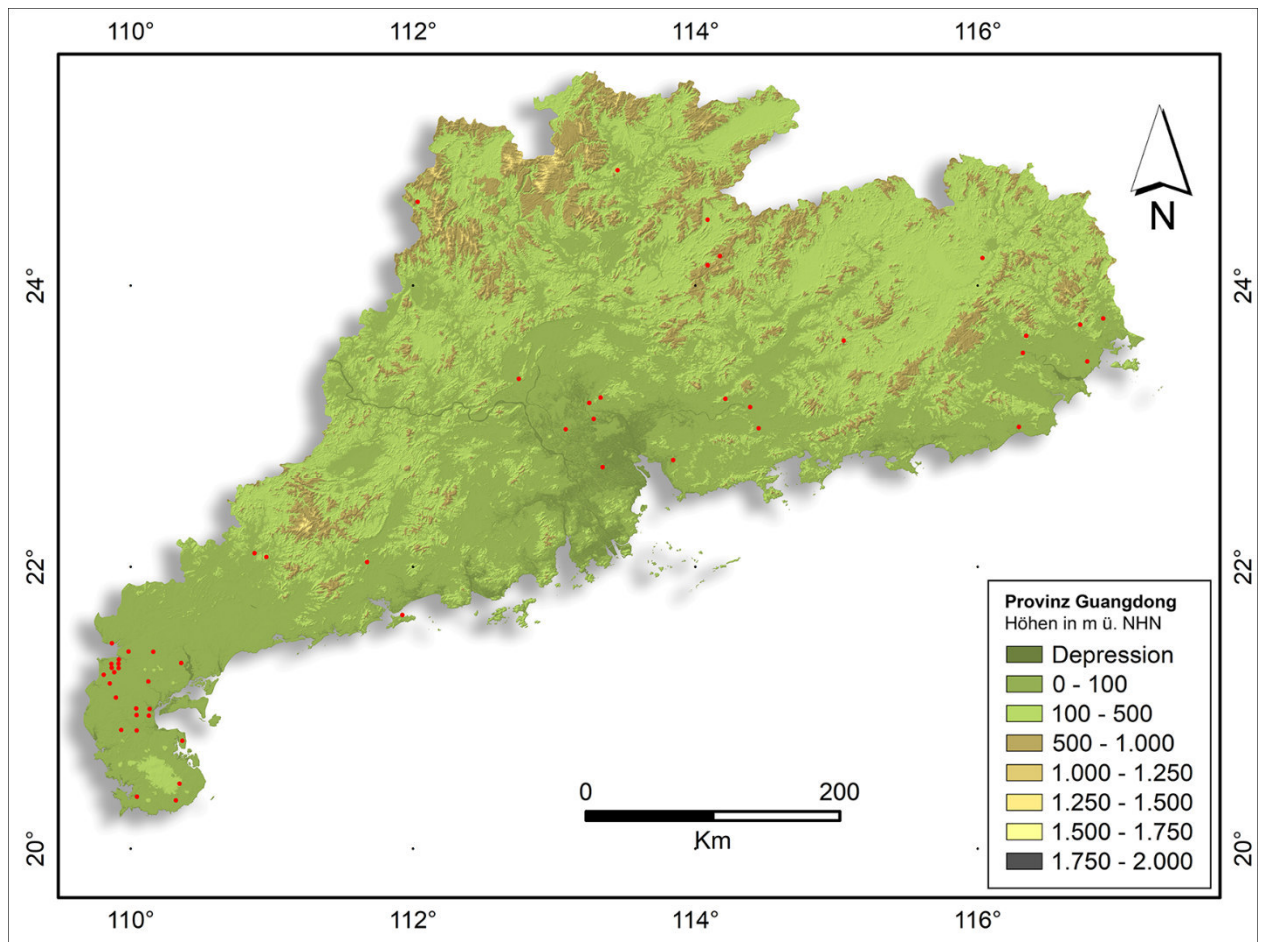 110° 112° 114° 116°
24° 24°
N
22° 22°
20° 20°
Provinz Guangdong
Höhen in m ü. NHN
Depression
0 - 100
100 - 500
500 - 1.000
1.000 - 1.250
1.250 - 1.500
1.500 - 1.750
1.750 - 2.000
0 200
Km
110° 112° 114° 116°